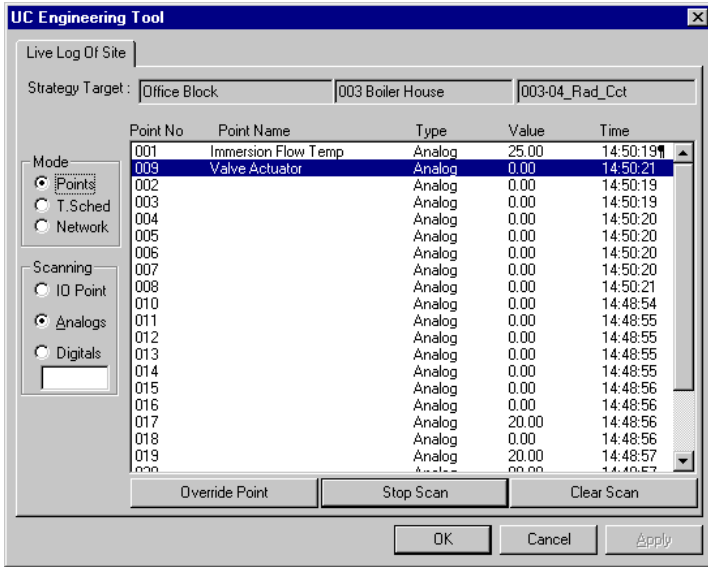 UC Engineering Tool
Live Log Of Site
Strategy Target : Office Block 003 Boiler House 003-04_Rad_Cct
Point No Point Name Type Value Time
001 Immersion Flow Temp Analog 25.00 14:50:19¶
009 Valve Actuator Analog 0.00 14:50:21
002 Analog 0.00 14:50:19
003 Analog 0.00 14:50:19
004 Analog 0.00 14:50:20
005 Analog 0.00 14:50:20
006 Analog 0.00 14:50:20
007 Analog 0.00 14:50:20
008 Analog 0.00 14:50:21
010 Analog 0.00 14:48:54
011 Analog 0.00 14:48:55
012 Analog 0.00 14:48:55
013 Analog 0.00 14:48:55
014 Analog 0.00 14:48:55
015 Analog 0.00 14:48:56
016 Analog 0.00 14:48:56
017 Analog 20.00 14:48:56
018 Analog 0.00 14:48:56
019 Analog 20.00 14:48:57
Mode
Points
T.Sched
Network
Scanning
IO Point
Analogs
Digitals
Override Point Stop Scan Clear Scan
OK Cancel Apply